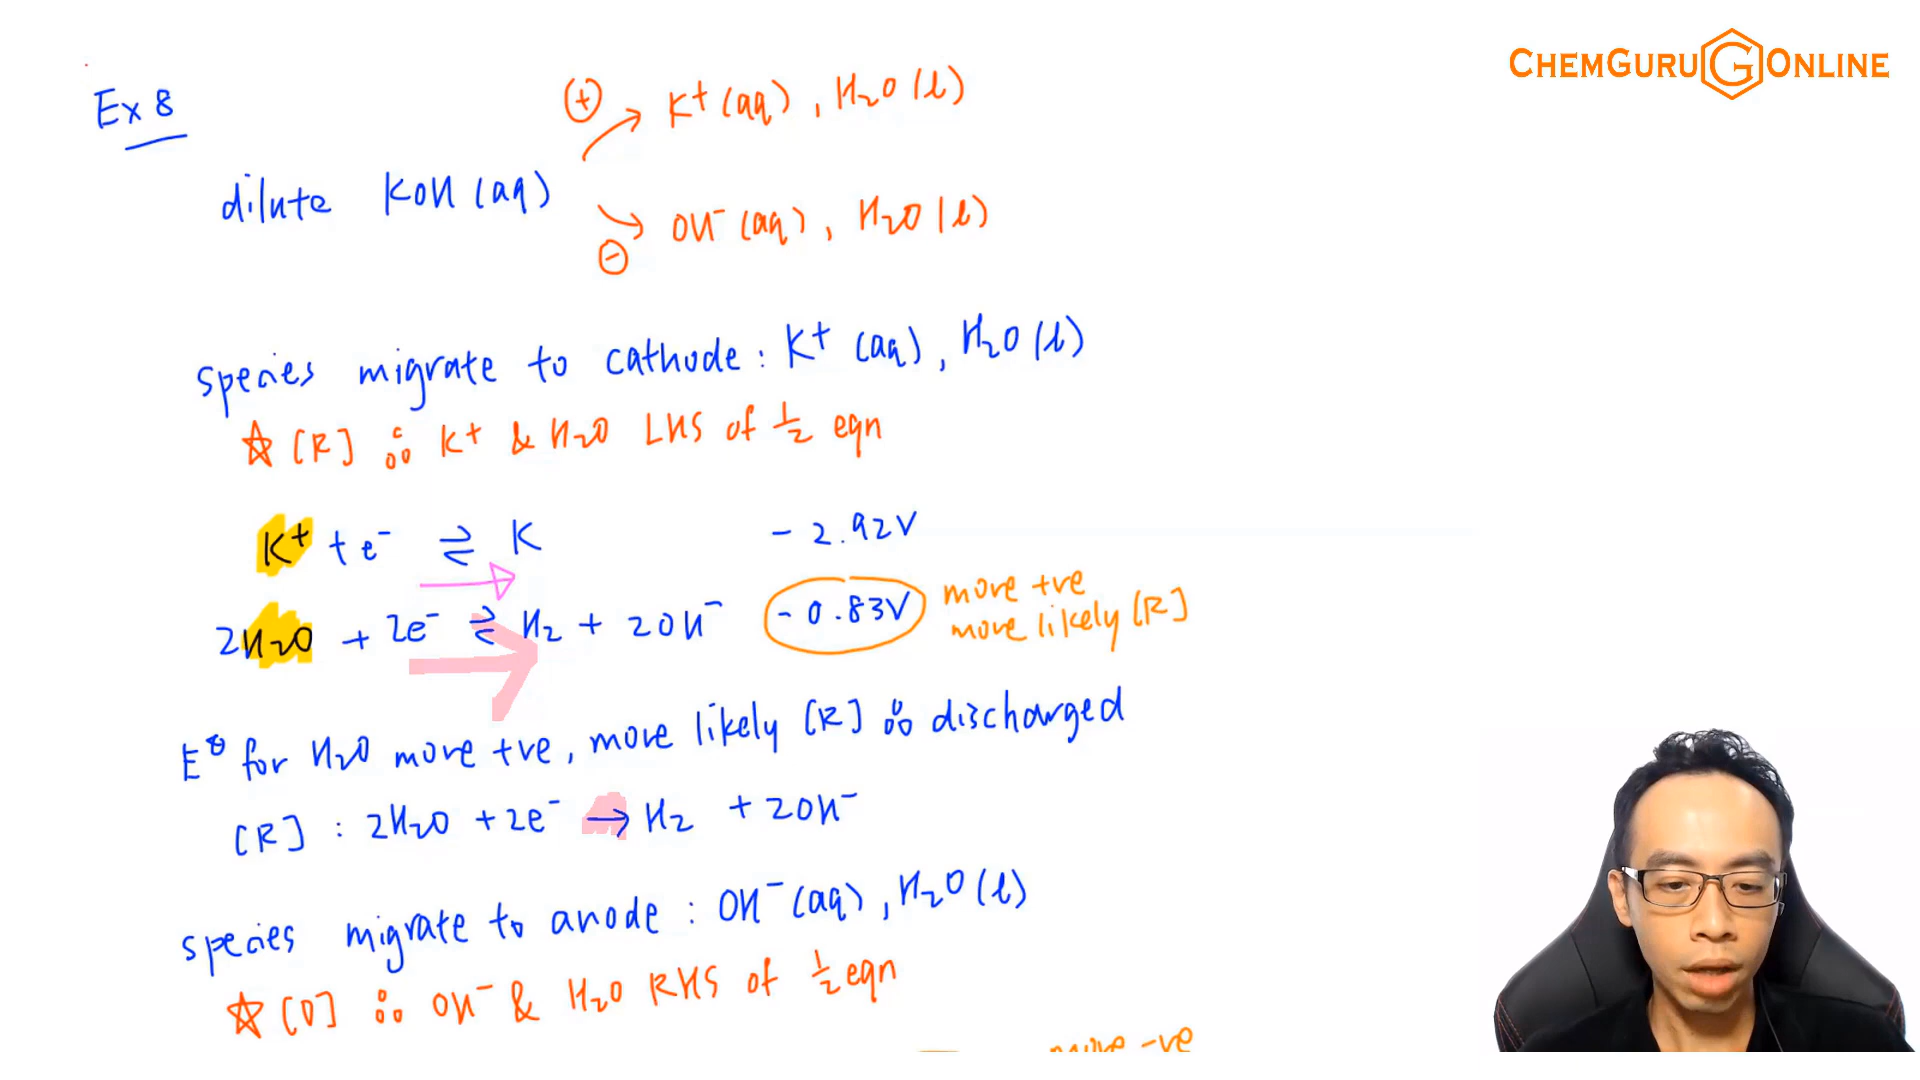 CHEMGURU G ONLINE
Ex 8
(+) → K+ (aq) , H2O (l)
dilute KOH (aq)
(-) → OH- (aq) , H2O (l)
species migrate to cathode : K+ (aq) , H2O (l)
☆ [R] ∴ K+ & H2O LHS of ½ eqn
K+ + e- ⇌ K - 2.92V
2H2O + 2e- ⇌ H2 + 2OH- - 0.83V more +ve
more likely [R]
E⦵ for H2O more +ve, more likely [R] ∴ discharged
[R] : 2H2O + 2e- → H2 + 2OH-
species migrate to anode : OH- (aq) , H2O (l)
☆ [O] ∴ OH- & H2O RHS of ½ eqn
more -ve